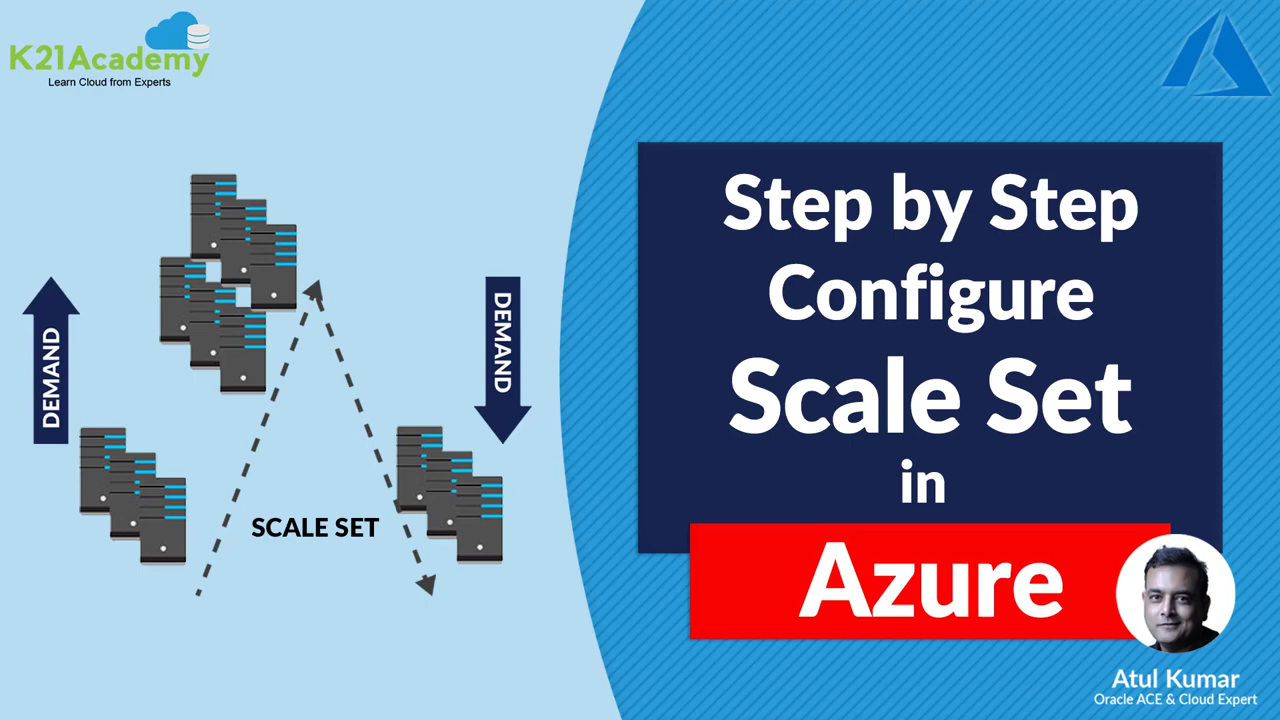 K21Academy
Learn Cloud from Experts
DEMAND
DEMAND
SCALE SET
Step by Step
Configure
Scale Set
in
Azure
Atul Kumar
Oracle ACE & Cloud Expert